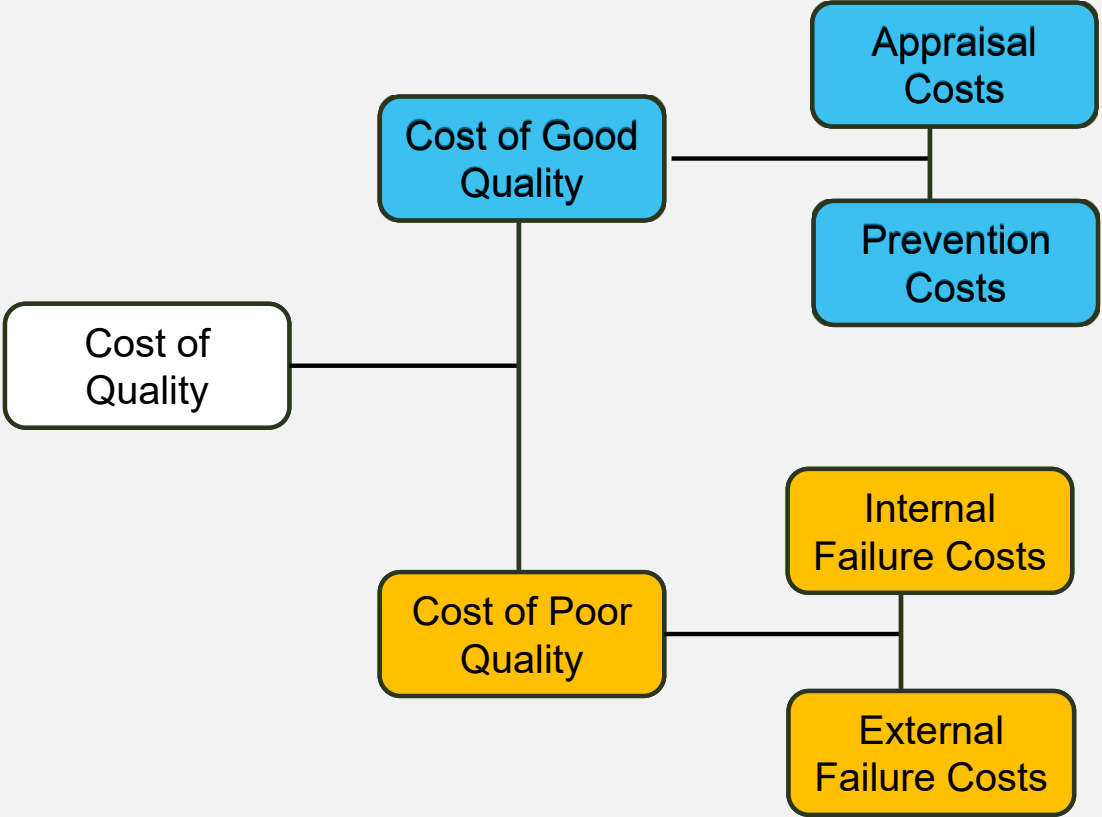 Appraisal
Costs
Cost of Good
Quality
Prevention
Costs
Cost of
Quality
Internal
Failure Costs
Cost of Poor
Quality
External
Failure Costs